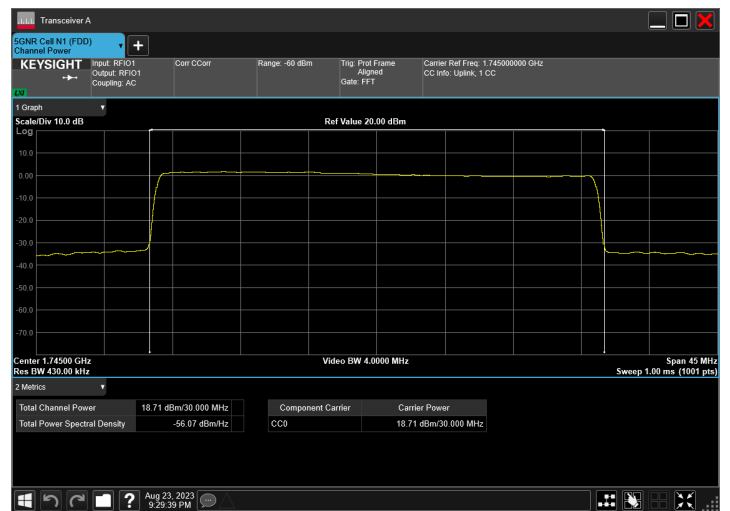 Transceiver A
5GNR Cell N1 (FDD)
Channel Power
+
KEYSIGHT
Input: RFIO1
Output: RFIO1
Coupling: AC
Corr CCorr
Range: -60 dBm
Trig: Prot Frame
Aligned
Gate: FFT
Carrier Ref Freq: 1.745000000 GHz
CC Info: Uplink, 1 CC
LXI
1 Graph
Scale/Div 10.0 dB
Ref Value 20.00 dBm
Log
10.0
0.00
-10.0
-20.0
-30.0
-40.0
-50.0
-60.0
-70.0
Center 1.74500 GHz
Video BW 4.0000 MHz
Span 45 MHz
Res BW 430.00 kHz
Sweep 1.00 ms (1001 pts)
2 Metrics
Total Channel Power 18.71 dBm/30.000 MHz
Total Power Spectral Density -56.07 dBm/Hz
Component Carrier Carrier Power
CC0 18.71 dBm/30.000 MHz
?
Aug 23, 2023
9:29:39 PM